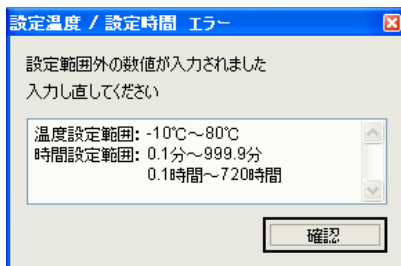 設定温度 / 設定時間 エラー
設定範囲外の数値が入力されました
入力し直してください
温度設定範囲: -10℃～80℃
時間設定範囲: 0.1分～999.9分
0.1時間～720時間
確認